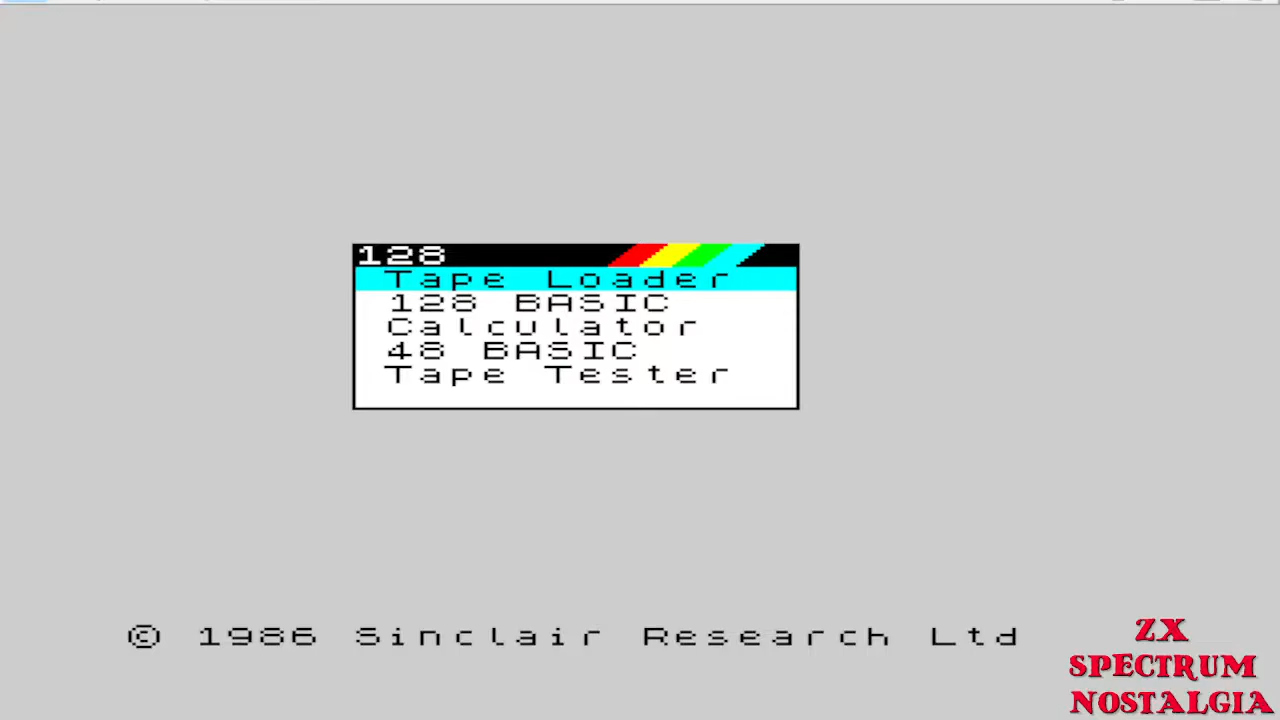 128
Tape Loader
128 BASIC
Calculator
48 BASIC
Tape Tester
© 1986 Sinclair Research Ltd
ZX
SPECTRUM
NOSTALGIA